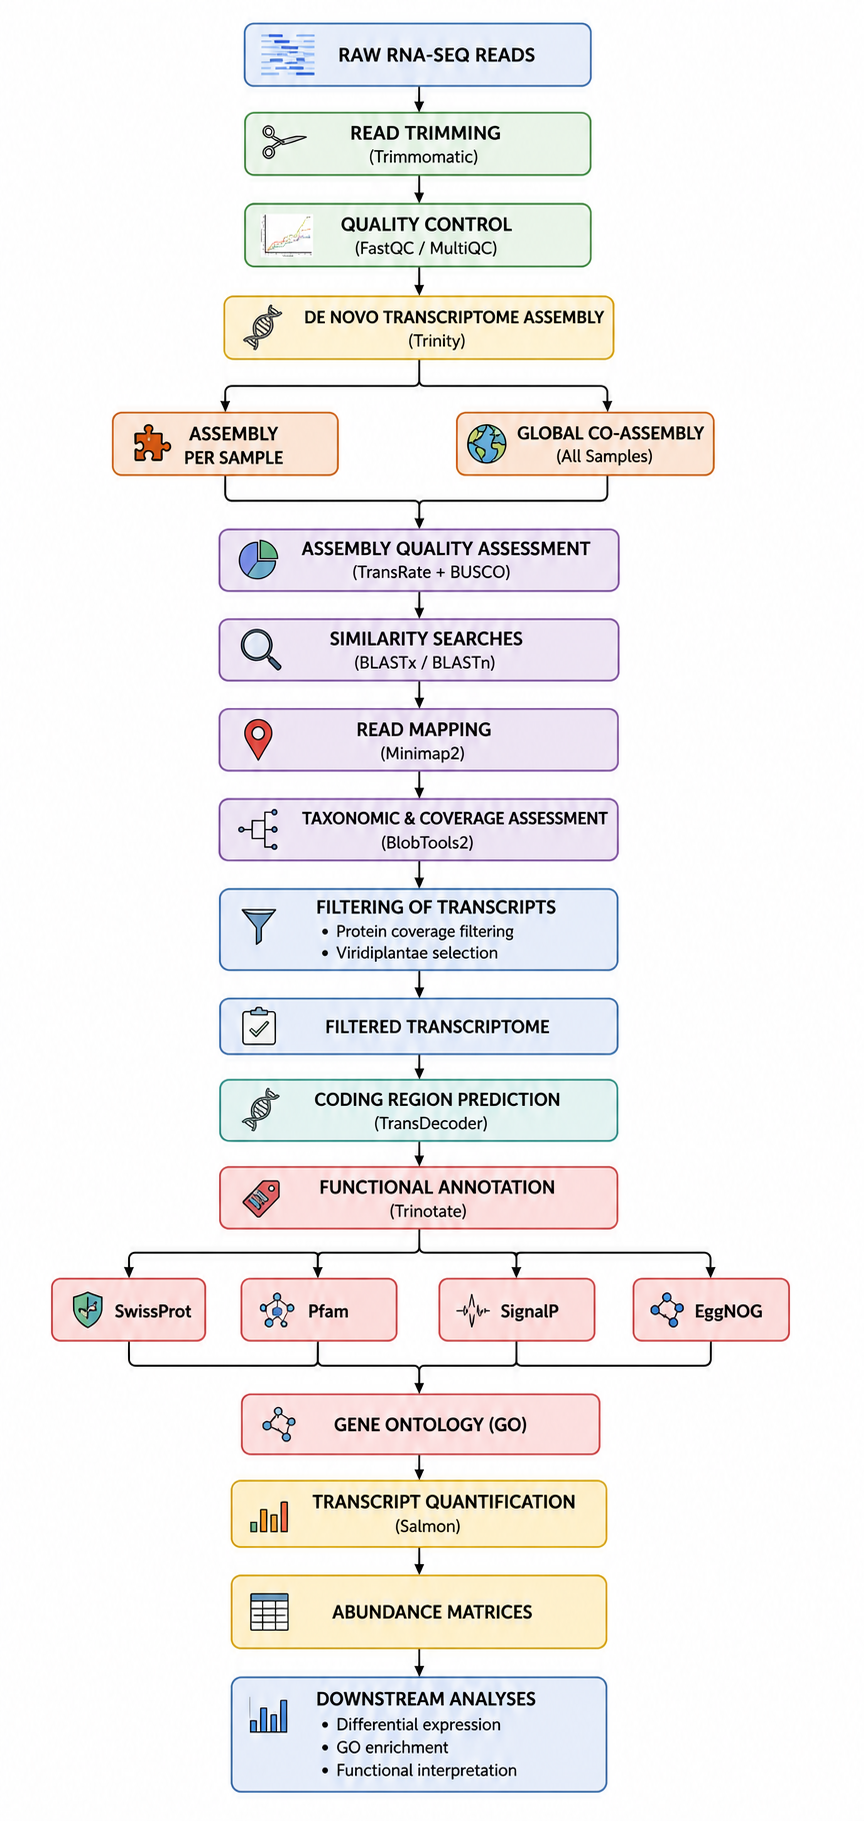 RAW RNA-SEQ READS
READ TRIMMING
(Trimmomatic)
QUALITY CONTROL
(FastQC / MultiQC)
DE NOVO TRANSCRIPTOME ASSEMBLY
(Trinity)
ASSEMBLY
PER SAMPLE
GLOBAL CO-ASSEMBLY
(All Samples)
ASSEMBLY QUALITY ASSESSMENT
(TransRate + BUSCO)
SIMILARITY SEARCHES
(BLASTx / BLASTn)
READ MAPPING
(Minimap2)
TAXONOMIC & COVERAGE ASSESSMENT
(BlobTools2)
FILTERING OF TRANSCRIPTS
• Protein coverage filtering
• Viridiplantae selection
FILTERED TRANSCRIPTOME
CODING REGION PREDICTION
(TransDecoder)
FUNCTIONAL ANNOTATION
(Trinotate)
SwissProt
Pfam
SignalP
EggNOG
GENE ONTOLOGY (GO)
TRANSCRIPT QUANTIFICATION
(Salmon)
ABUNDANCE MATRICES
DOWNSTREAM ANALYSES
• Differential expression
• GO enrichment
• Functional interpretation